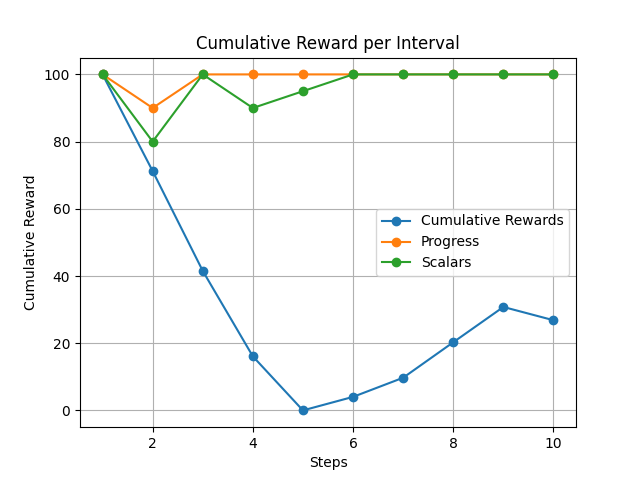 Cumulative Reward per Interval
100
80
60
40
20
0
Cumulative Reward
Cumulative Rewards
Progress
Scalars
2
4
6
8
10
Steps